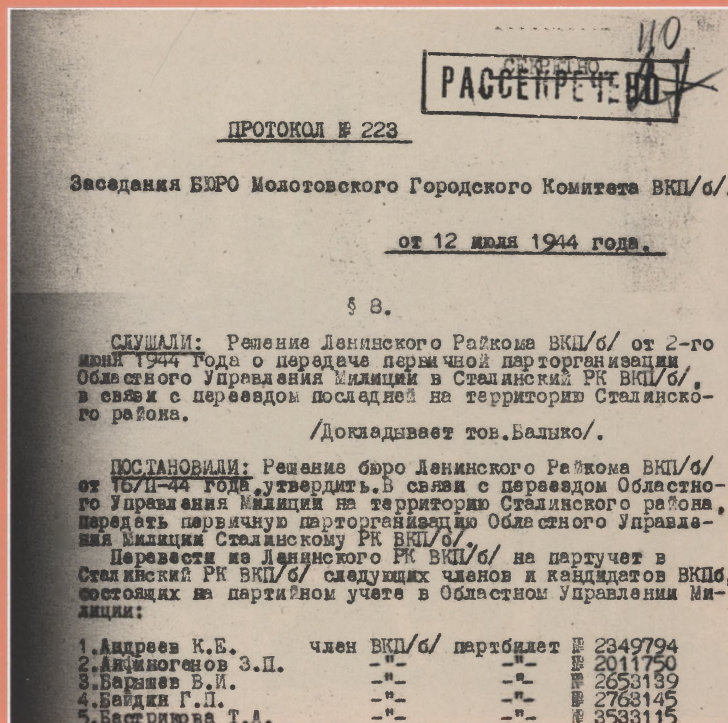 110
СЕКРЕТНО
РАССЕКРЕЧЕНО
ПРОТОКОЛ № 223
Заседания БЮРО Молотовского Городского Комитета ВКП/б/.
от 12 июля 1944 года.
§ 8.
СЛУШАЛИ: Решение Ленинского Райкома ВКП/б/ от 2-го
июня 1944 года о передаче первичной парторганизации
Областного Управления Милиции в Сталинский РК ВКП/б/,
в связи с переездом последней на территорию Сталинско-
го района.
/Докладывает тов.Балыко/.
ПОСТАНОВИЛИ: Решение бюро Ленинского Райкома ВКП/б/
от 16/П-44 года,утвердить.В связи с переездом Областно-
го Управления Милиции на территорию Сталинского района,
передать первичную парторганизацию Областного Управле-
ния Милиции Сталинскому РК ВКП/б/.
Перевести из Ленинского РК ВКП/б/ на партучет в
Сталинский РК ВКП/б/ следующих членов и кандидатов ВКПб,
состоящих на партийном учете в Областном Управлении Ми-
лиции:
1.Андреев К.Е. член ВКП/б/ партбилет № 2349794
2.Анфиногенов З.П. -"- -"- № 2011750
3.Барышев В.И. -"- -"- № 2653139
4.Байдин Г.П. -"- -"- № 2763145
5.Бастрикова Т.А. -"- -"- № 3533115